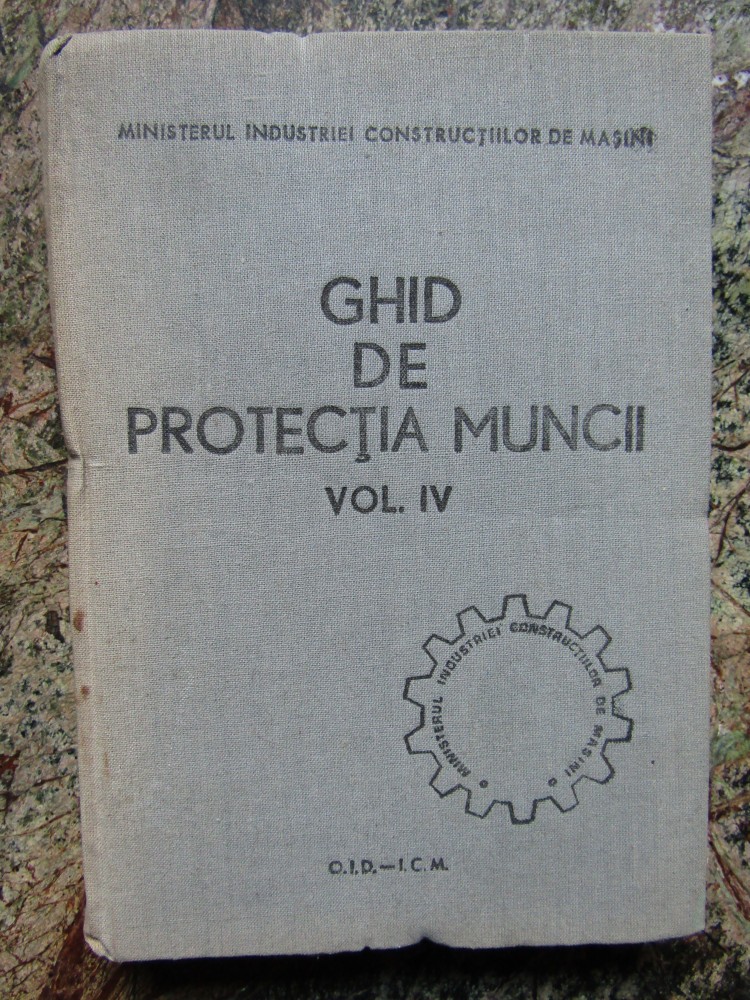 MINISTERUL INDUSTRIEI CONSTRUCȚIILOR DE MAȘINI
GHID
DE
PROTECȚIA MUNCII
VOL. IV
MINISTERUL INDUSTRIEI CONSTRUCȚIILOR DE MAȘINI
O.I.D.—I.C.M.